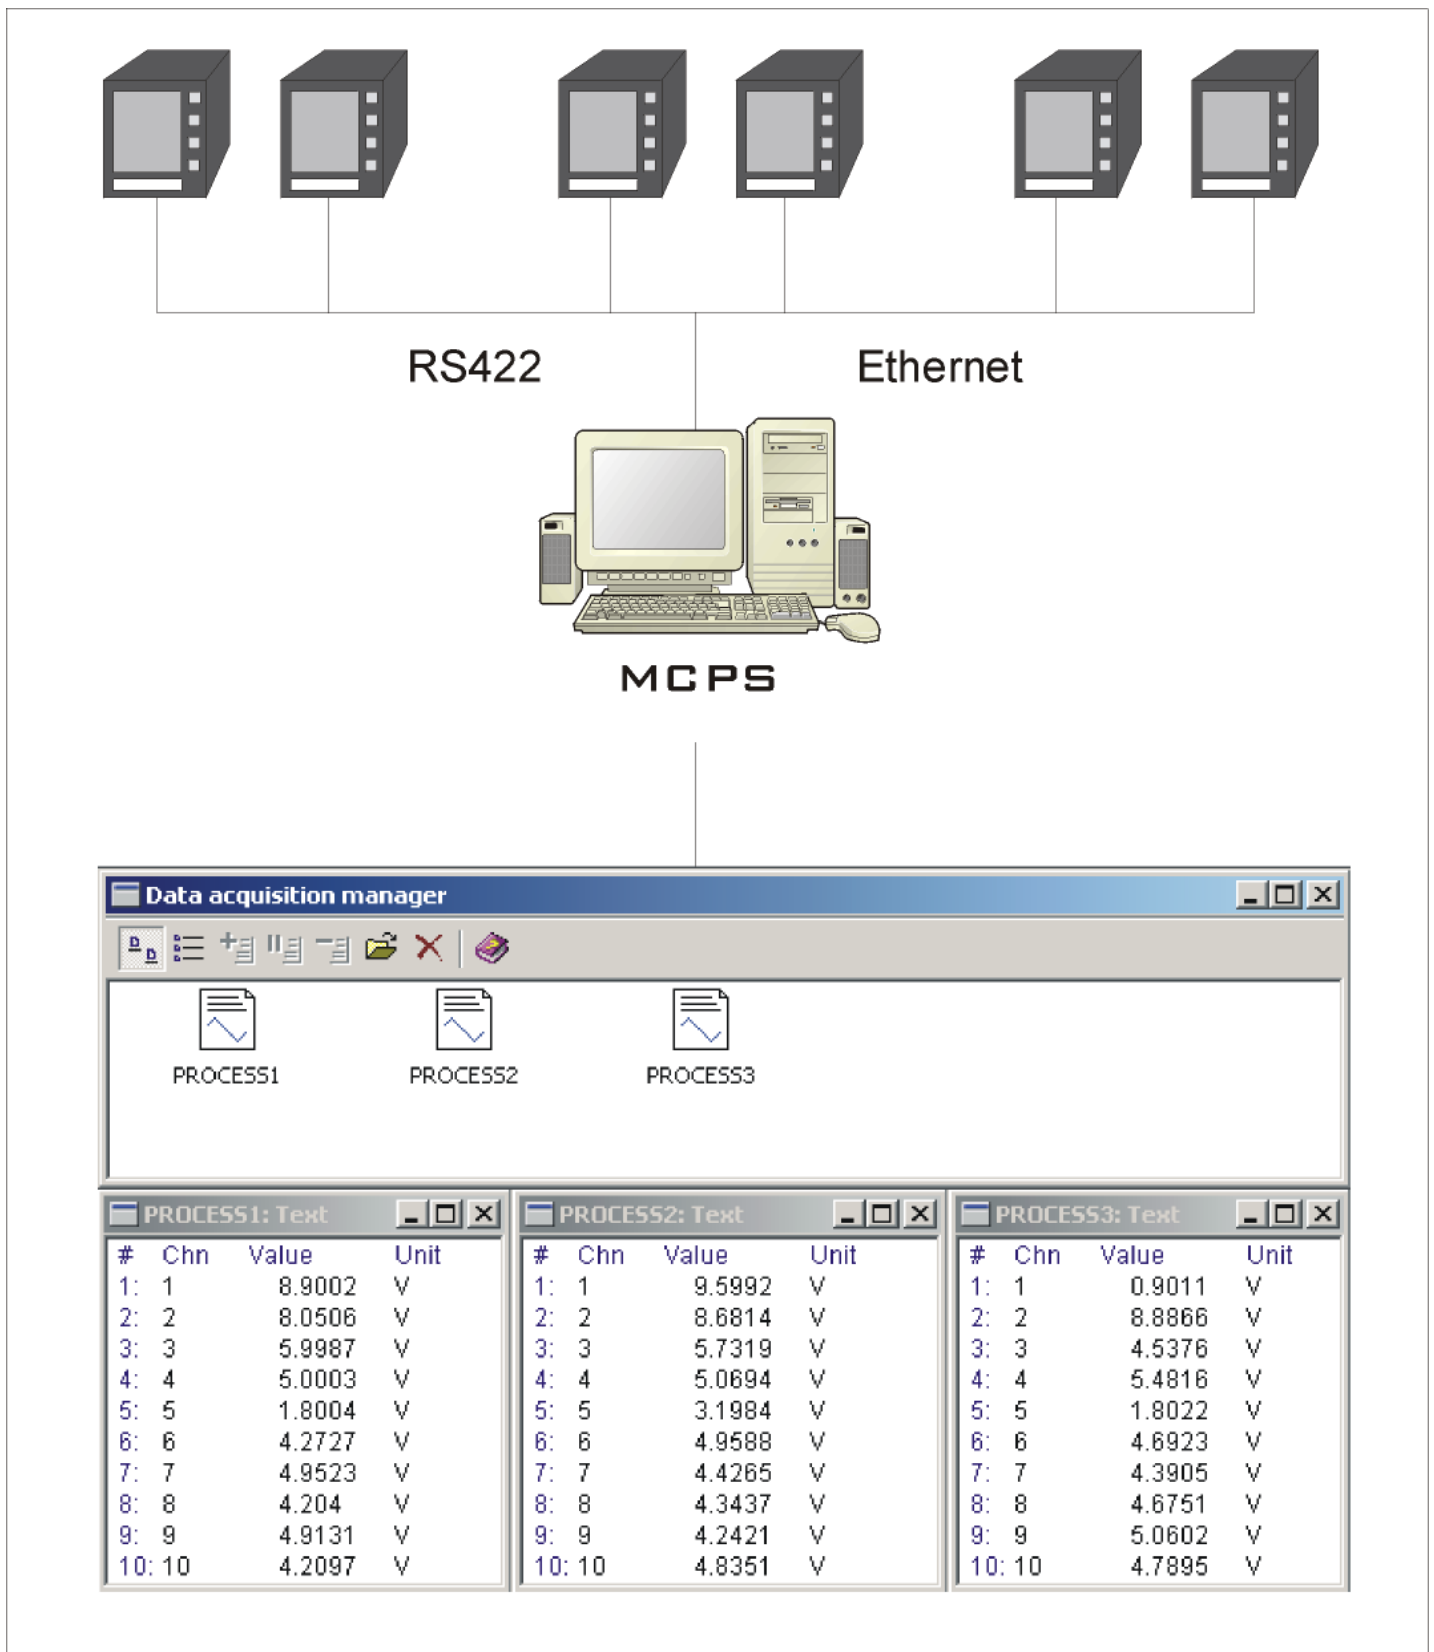 RS422 Ethernet
MCPS
Data acquisition manager
PROCESS1 PROCESS2 PROCESS3
PROCESS1: Text
# Chn Value Unit
1: 1 8.9002 V
2: 2 8.0506 V
3: 3 5.9987 V
4: 4 5.0003 V
5: 5 1.8004 V
6: 6 4.2727 V
7: 7 4.9523 V
8: 8 4.204 V
9: 9 4.9131 V
10: 10 4.2097 V
PROCESS2: Text
# Chn Value Unit
1: 1 9.5992 V
2: 2 8.6814 V
3: 3 5.7319 V
4: 4 5.0694 V
5: 5 3.1984 V
6: 6 4.9588 V
7: 7 4.4265 V
8: 8 4.3437 V
9: 9 4.2421 V
10: 10 4.8351 V
PROCESS3: Text
# Chn Value Unit
1: 1 0.9011 V
2: 2 8.8866 V
3: 3 4.5376 V
4: 4 5.4816 V
5: 5 1.8022 V
6: 6 4.6923 V
7: 7 4.3905 V
8: 8 4.6751 V
9: 9 5.0602 V
10: 10 4.7895 V